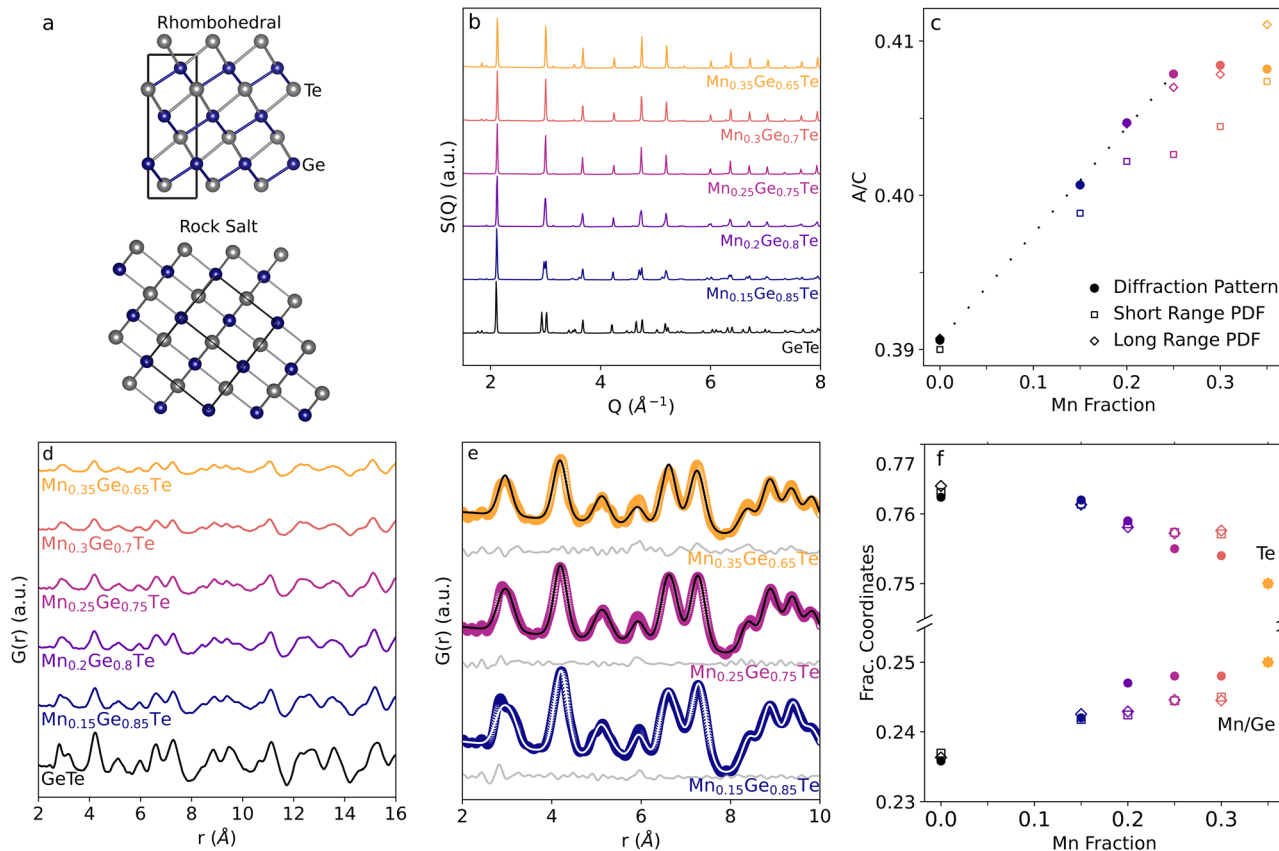 a
Rhombohedral
Te
Ge
Rock Salt
b
S(Q) (a.u.)
Mn0.35Ge0.65Te
Mn0.3Ge0.7Te
Mn0.25Ge0.75Te
Mn0.2Ge0.8Te
Mn0.15Ge0.85Te
GeTe
2 4 6 8
Q (Å−1)
c
A/C
0.41
0.40
0.39
Diffraction Pattern
Short Range PDF
Long Range PDF
0.0 0.1 0.2 0.3
Mn Fraction
d
G(r) (a.u.)
Mn0.35Ge0.65Te
Mn0.3Ge0.7Te
Mn0.25Ge0.75Te
Mn0.2Ge0.8Te
Mn0.15Ge0.85Te
GeTe
2 4 6 8 10 12 14 16
r (Å)
e
G(r) (a.u.)
Mn0.35Ge0.65Te
Mn0.25Ge0.75Te
Mn0.15Ge0.85Te
2 4 6 8 10
r (Å)
f
Frac. Coordinates
0.77
0.76
0.75
0.25
0.24
0.23
Te
Mn/Ge
0.0 0.1 0.2 0.3
Mn Fraction